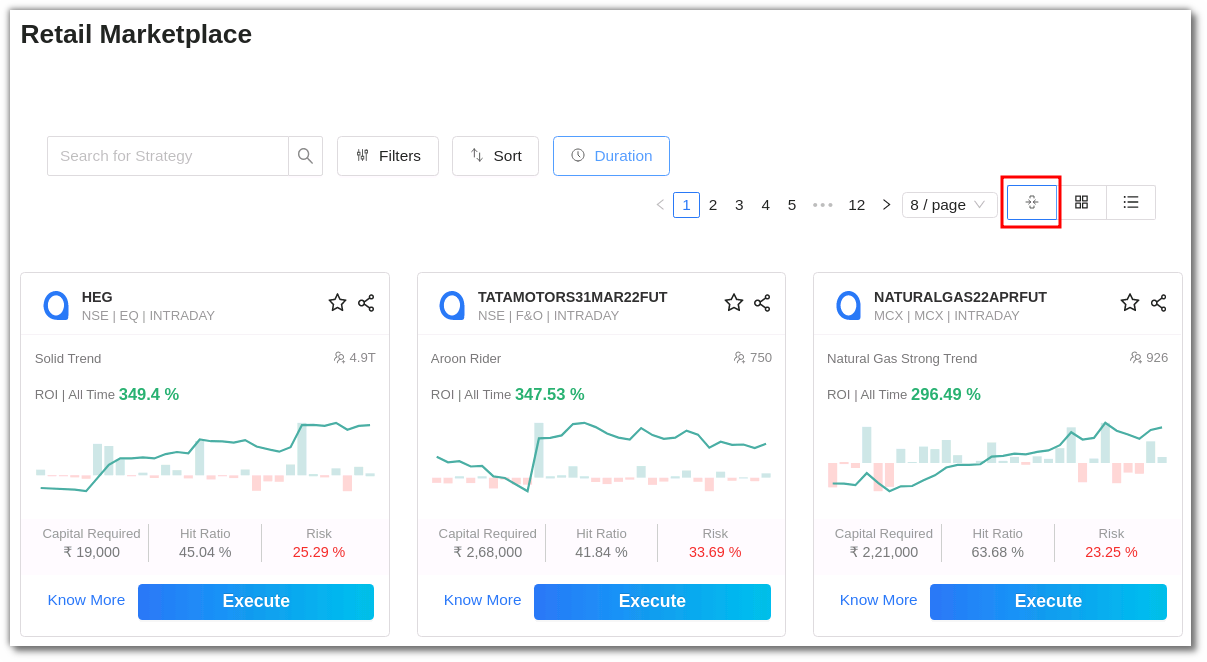 Retail Marketplace
Search for Strategy
Filters
Sort
Duration
1 2 3 4 5 ••• 12
8 / page
HEG
NSE | EQ | INTRADAY
Solid Trend
4.9T
ROI | All Time 349.4 %
Capital Required Hit Ratio Risk
₹ 19,000 45.04 % 25.29 %
Know More
Execute
TATAMOTORS31MAR22FUT
NSE | F&O | INTRADAY
Aroon Rider
750
ROI | All Time 347.53 %
Capital Required Hit Ratio Risk
₹ 2,68,000 41.84 % 33.69 %
Know More
Execute
NATURALGAS22APRFUT
MCX | MCX | INTRADAY
Natural Gas Strong Trend
926
ROI | All Time 296.49 %
Capital Required Hit Ratio Risk
₹ 2,21,000 63.68 % 23.25 %
Know More
Execute